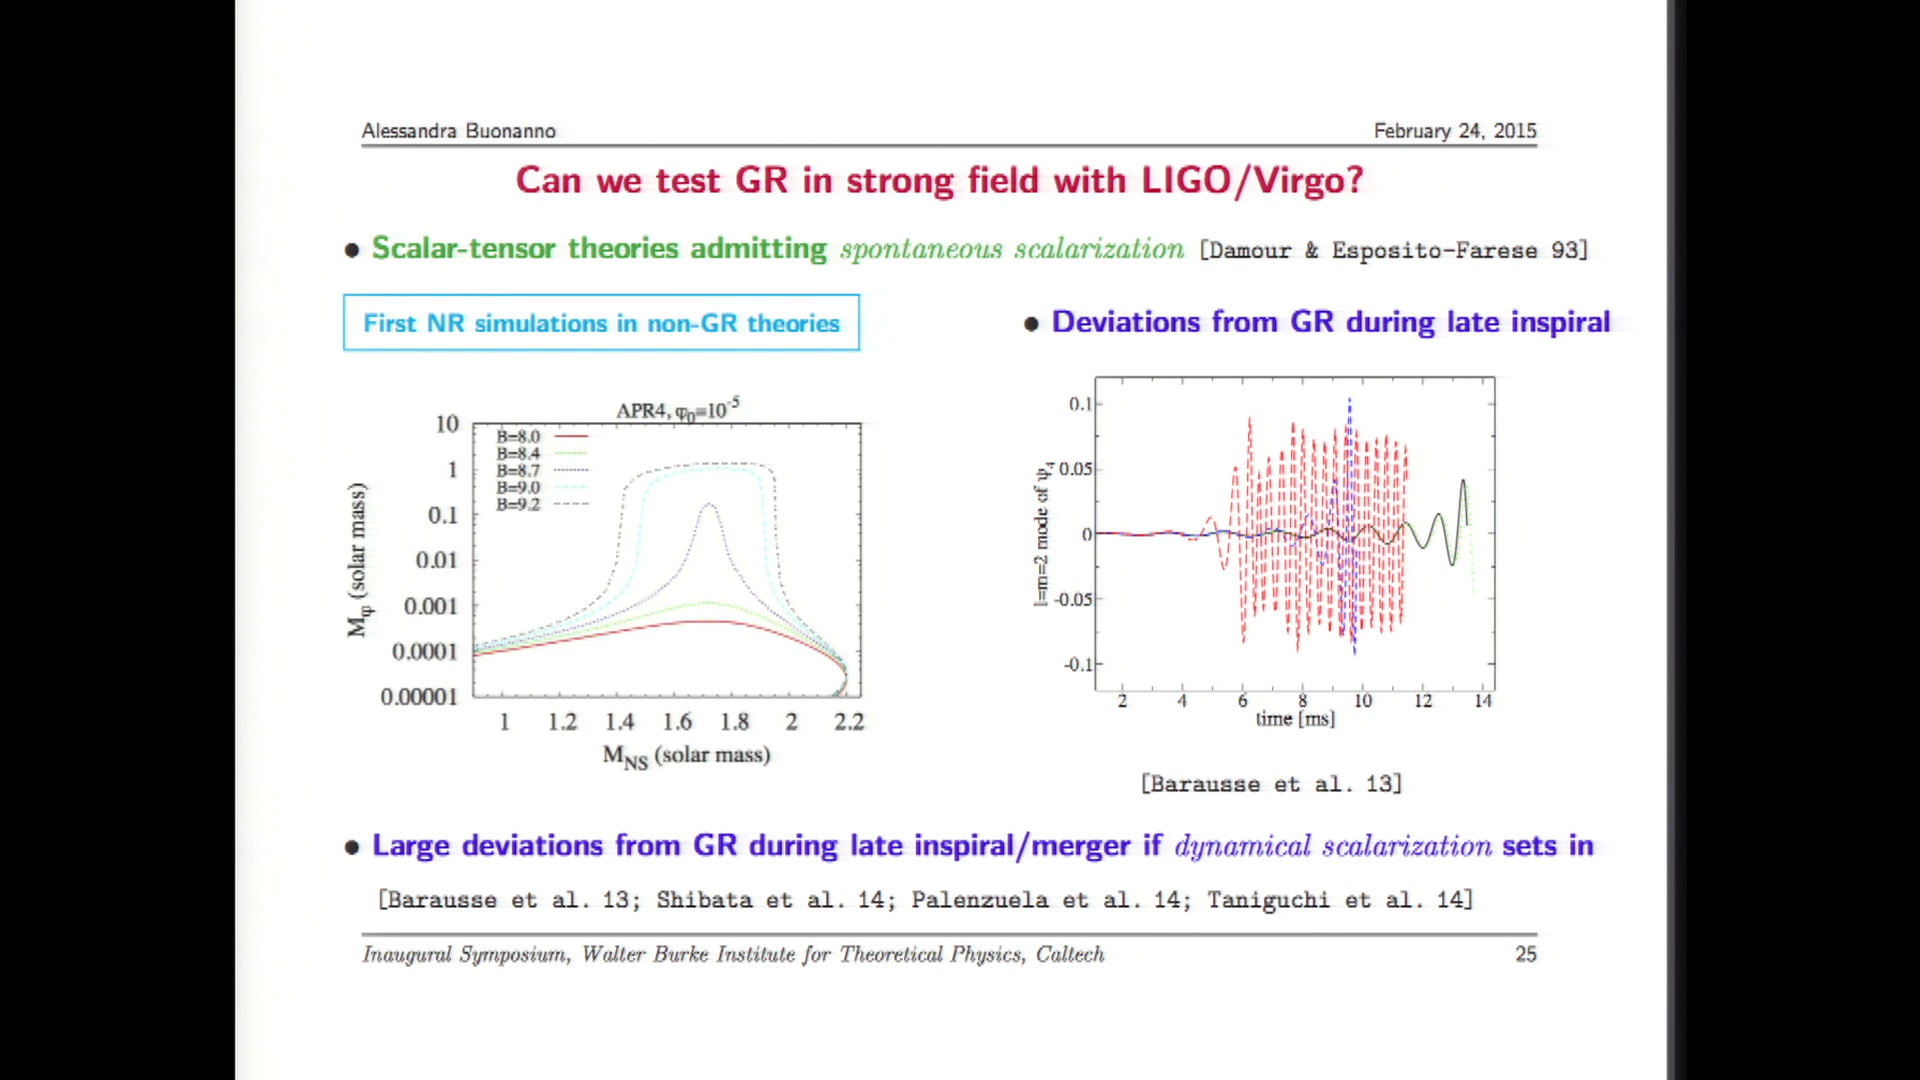 Alessandra Buonanno
February 24, 2015
Can we test GR in strong field with LIGO/Virgo?
● Scalar-tensor theories admitting spontaneous scalarization [Damour & Esposito-Farese 93]
First NR simulations in non-GR theories
● Deviations from GR during late inspiral
APR4, φ₀=10⁻⁵
B=8.0
B=8.4
B=8.7
B=9.0
B=9.2
10
1
0.1
0.01
0.001
0.0001
0.00001
M_φ (solar mass)
1 1.2 1.4 1.6 1.8 2 2.2
M_NS (solar mass)
l=m=2 mode of ψ₄
0.1
0.05
0
-0.05
-0.1
2 4 6 8 10 12 14
time [ms]
[Barausse et al. 13]
● Large deviations from GR during late inspiral/merger if dynamical scalarization sets in
[Barausse et al. 13; Shibata et al. 14; Palenzuela et al. 14; Taniguchi et al. 14]
Inaugural Symposium, Walter Burke Institute for Theoretical Physics, Caltech
25